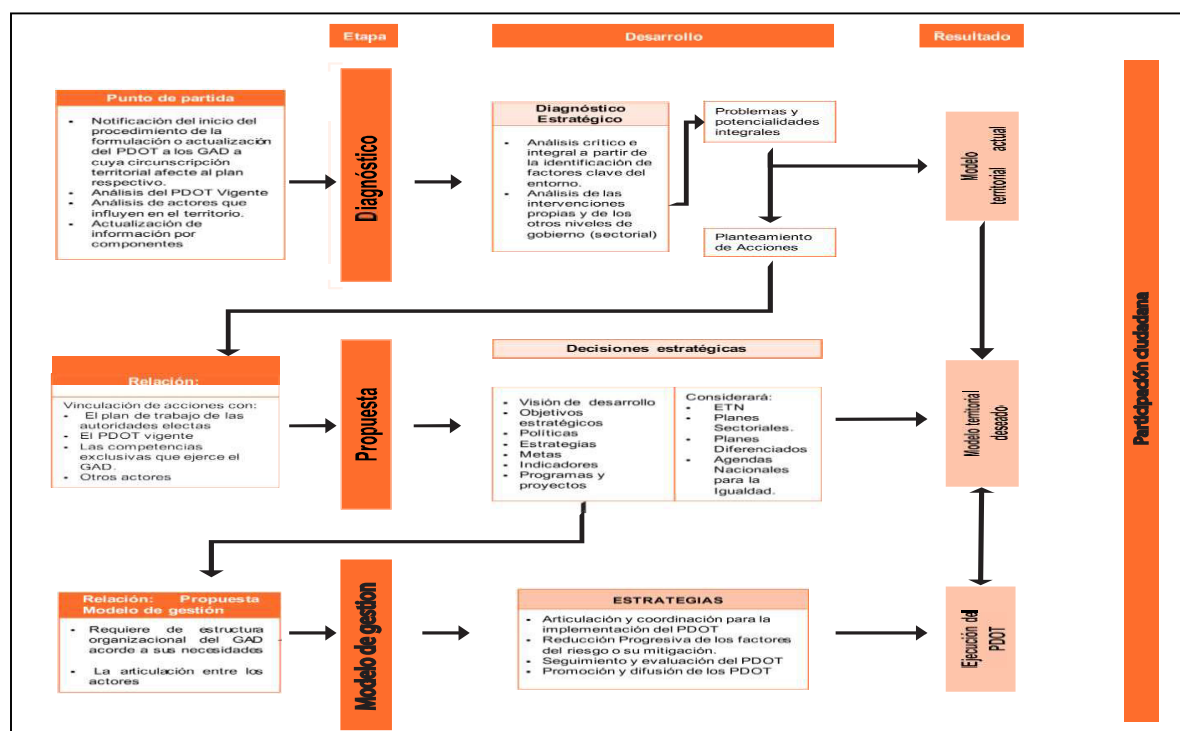 Etapa
Desarrollo
Resultado
Punto de partida
• Notificación del inicio del
procedimiento de la
formulación o actualización
del PDOT a los GAD a
cuya circunscripción
territorial afecte al plan
respectivo.
• Análisis del PDOT Vigente
• Análisis de actores que
influyen en el territorio.
• Actualización de
información por
componentes
Diagnóstico
Diagnóstico
Estratégico
• Análisis crítico e
integral a partir de
la identificación de
factores clave del
entorno.
• Análisis de las
intervenciones
propias y de los
otros niveles de
gobierno (sectorial)
Problemas y
potencialidades
integrales
Planteamiento
de Acciones
Modelo
territorial actual
Relación:
Vinculación de acciones con:
• El plan de trabajo de las
autoridades electas
• El PDOT vigente
• Las competencias
exclusivas que ejerce el
GAD.
• Otros actores
Propuesta
Decisiones estratégicas
• Visión de desarrollo
• Objetivos
estratégicos
• Políticas
• Estrategias
• Metas
• Indicadores
• Programas y
proyectos
Considerará:
• ETN
• Planes
Sectoriales.
• Planes
Diferenciados
• Agendas
Nacionales
para la
Igualdad.
Modelo territorial
deseado
Relación: Propuesta
Modelo de gestión
• Requiere de estructura
organizacional del GAD
acorde a sus necesidades
• La articulación entre los
actores
Modelo de gestion
ESTRATEGIAS
• Articulación y coordinación para la
implementación del PDOT
• Reducción Progresiva de los factores
del riesgo o su mitigación.
• Seguimiento y evaluación del PDOT
• Promoción y difusión de los PDOT
Ejecución del
PDOT
Participación ciudadana